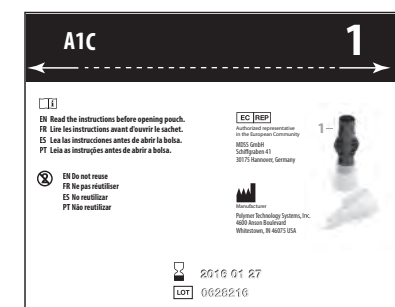 A1C
1
EN Read the instructions before opening pouch.
FR Lire les instructions avant d'ouvrir le sachet.
ES Lea las instrucciones antes de abrir la bolsa.
PT Leia as instruções antes de abrir a bolsa.
EN Do not reuse
FR Ne pas réutiliser
ES No reutilizar
PT Não reutilizar
EC REP
Authorized representative
in the European Community
MDSS GmbH
Schiffgraben 41
30175 Hannover, Germany
1
Manufacturer
Polymer Technology Systems, Inc.
4600 Anson Boulevard
Whitestown, IN 46075 USA
2016 01 27
LOT 0628216